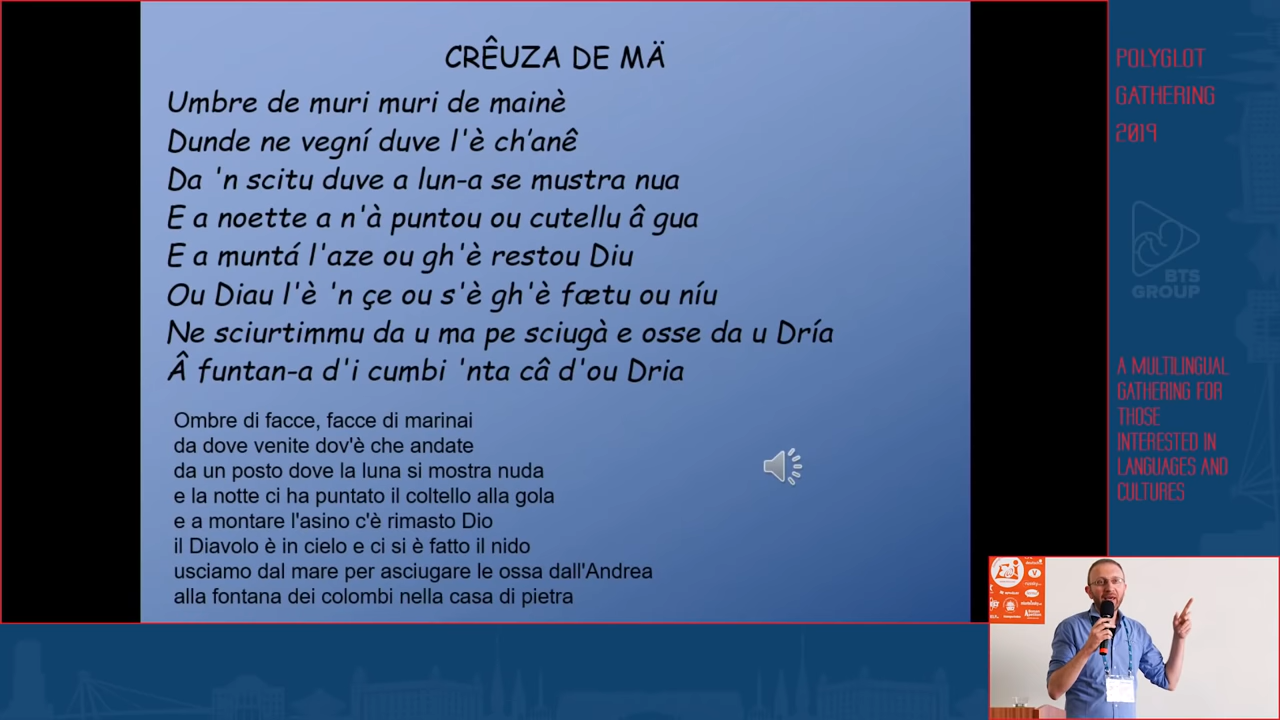 CRÊUZA DE MÄ
Umbre de muri muri de mainè
Dunde ne vegní duve l'è ch'anê
Da 'n scitu duve a lun-a se mustra nua
E a noette a n'à puntou ou cutellu â gua
E a muntá l'aze ou gh'è restou Diu
Ou Diau l'è 'n çe ou s'è gh'è fætu ou níu
Ne sciurtimmu da u ma pe sciugà e osse da u Dría
Â funtan-a d'i cumbi 'nta câ d'ou Dria
Ombre di facce, facce di marinai
da dove venite dov'è che andate
da un posto dove la luna si mostra nuda
e la notte ci ha puntato il coltello alla gola
e a montare l'asino c'è rimasto Dio
il Diavolo è in cielo e ci si è fatto il nido
usciamo dal mare per asciugare le ossa dall'Andrea
alla fontana dei colombi nella casa di pietra
POLYGLOT
GATHERING
2019
BTS
GROUP
A MULTILINGUAL
GATHERING FOR
THOSE
INTERESTED IN
LANGUAGES AND
CULTURES